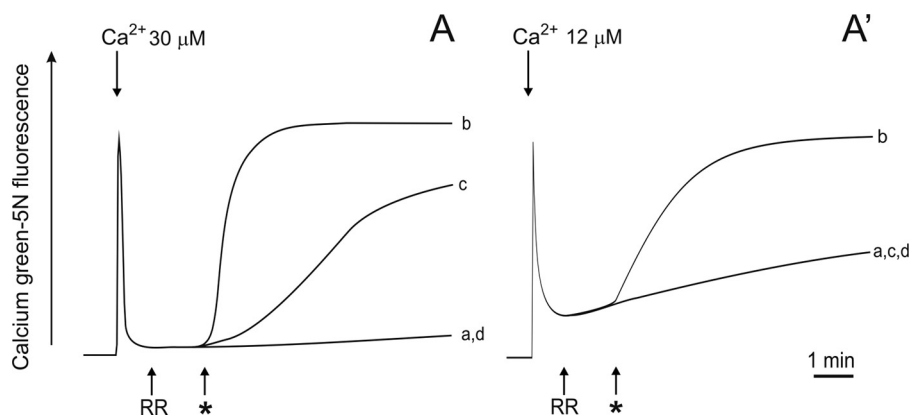 Ca2+ 30 μM
A
Ca2+ 12 μM
A'
Calcium green-5N fluorescence
b
c
a,d
b
a,c,d
1 min
RR
*
RR
*